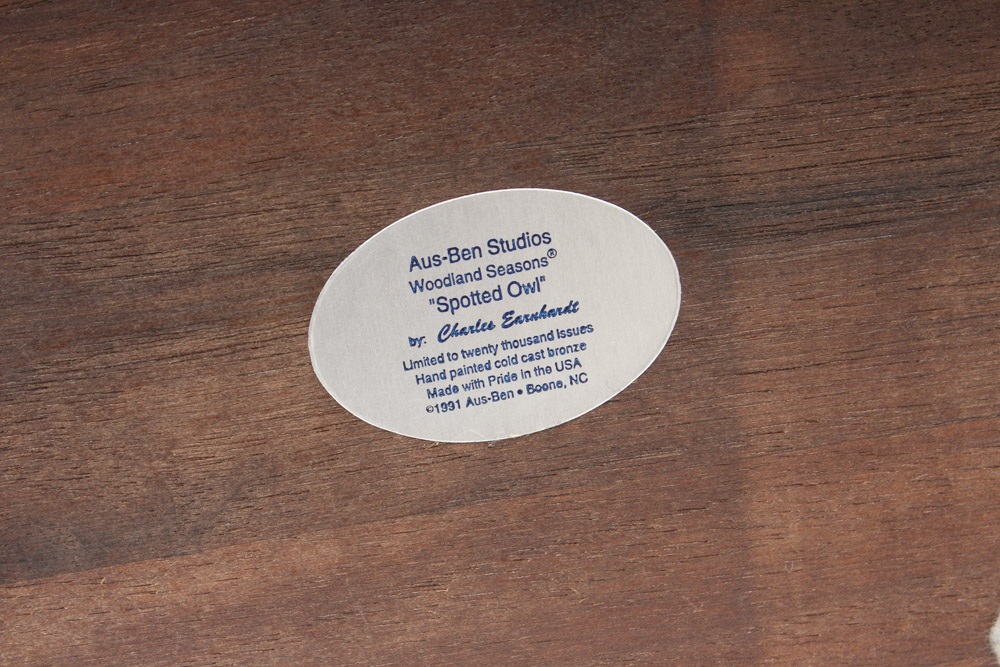 Aus-Ben Studios
Woodland Seasons®
"Spotted Owl"
by: Charles Earnhardt
Limited to twenty thousand issues
Hand painted cold cast bronze
Made with Pride in the USA
©1991 Aus-Ben • Boone, NC